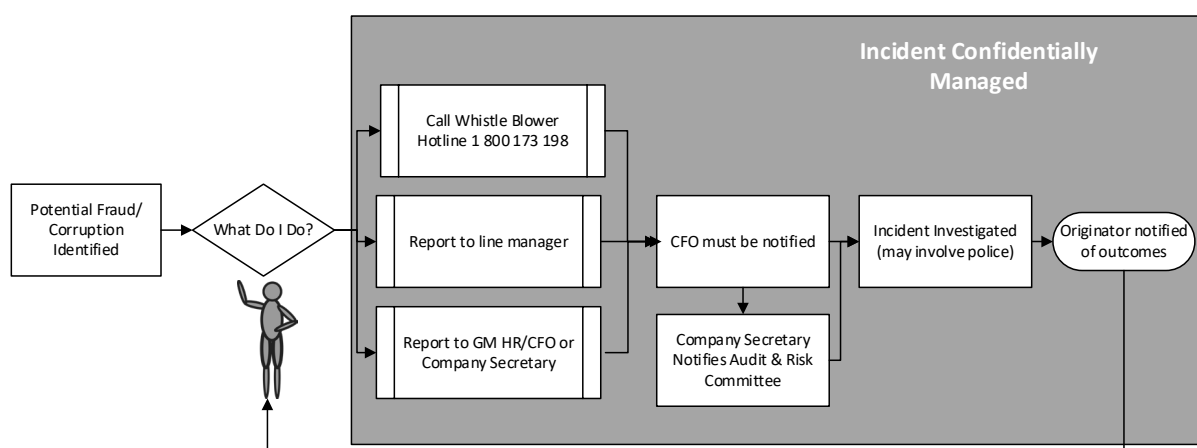 Incident Confidentially
Managed
Call Whistle Blower
Hotline 1 800 173 198
Potential Fraud/
Corruption
Identified
What Do I Do?
Report to line manager
CFO must be notified
Incident Investigated
(may involve police)
Originator notified
of outcomes
Report to GM HR/CFO or
Company Secretary
Company Secretary
Notifies Audit & Risk
Committee